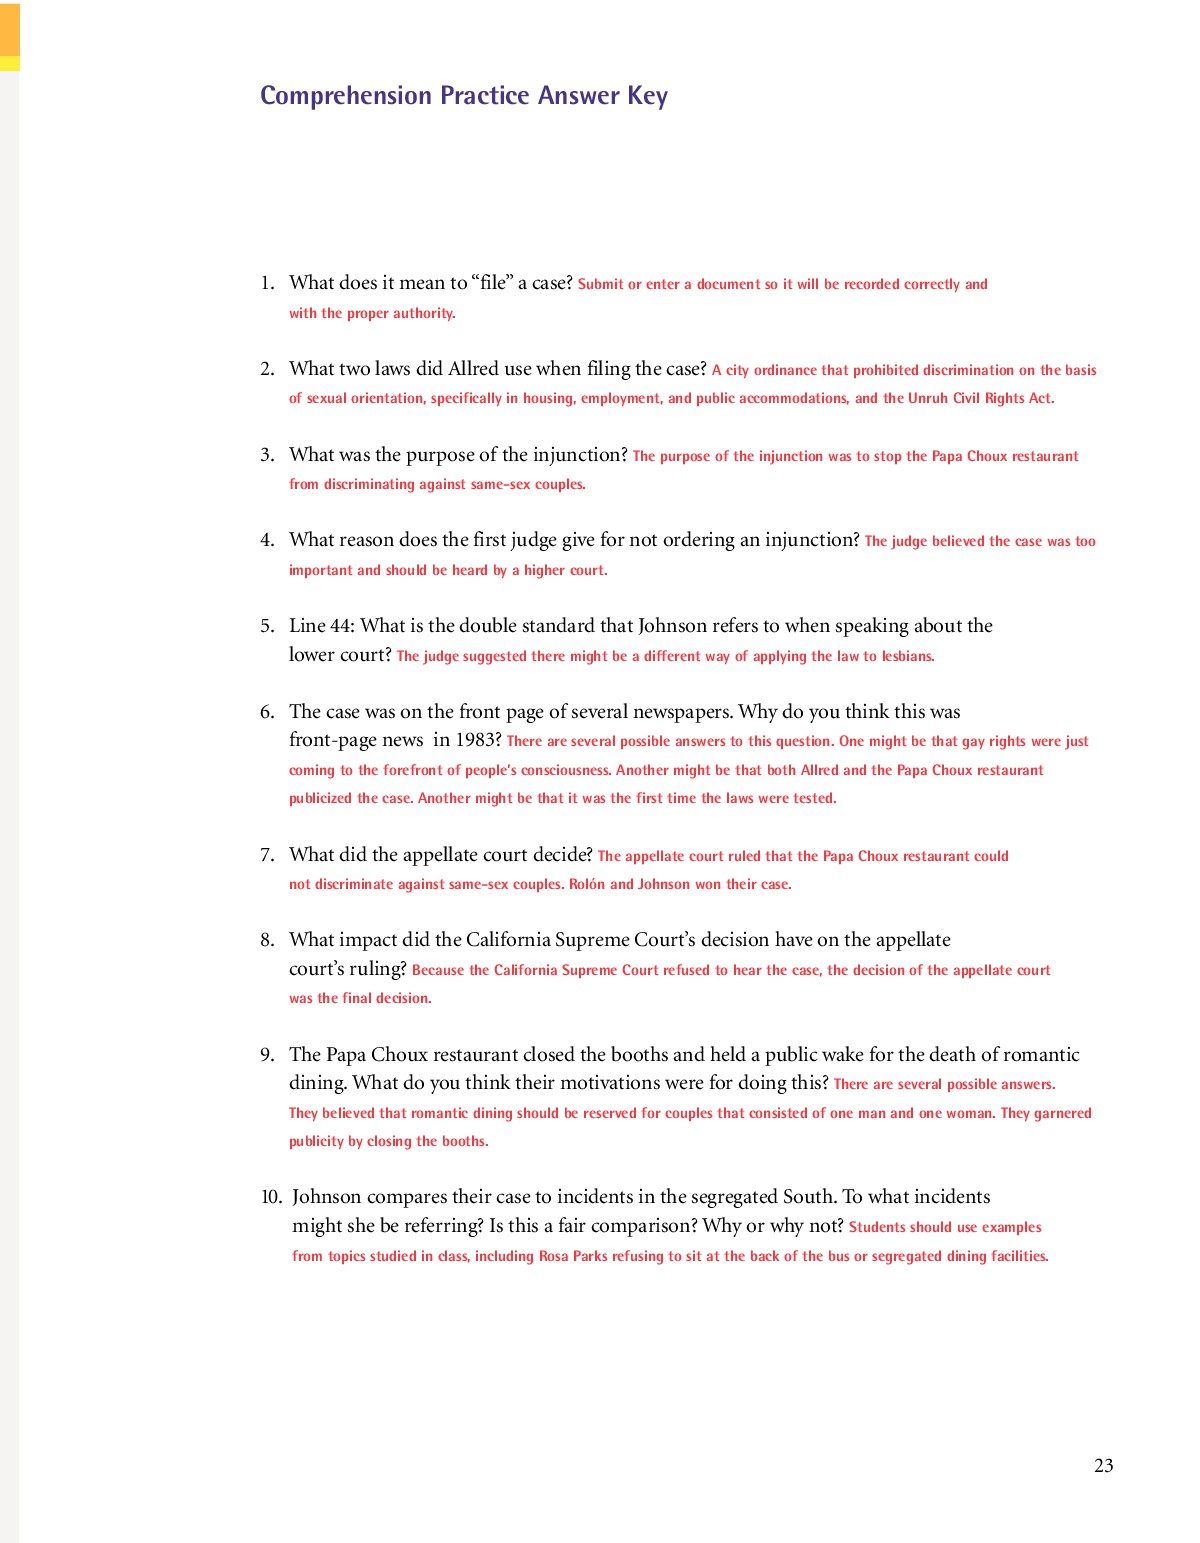 Comprehension Practice Answer Key
1. What does it mean to “file” a case? Submit or enter a document so it will be recorded correctly and
with the proper authority.
2. What two laws did Allred use when filing the case? A city ordinance that prohibited discrimination on the basis
of sexual orientation, specifically in housing, employment, and public accommodations, and the Unruh Civil Rights Act.
3. What was the purpose of the injunction? The purpose of the injunction was to stop the Papa Choux restaurant
from discriminating against same-sex couples.
4. What reason does the first judge give for not ordering an injunction? The judge believed the case was too
important and should be heard by a higher court.
5. Line 44: What is the double standard that Johnson refers to when speaking about the
lower court? The judge suggested there might be a different way of applying the law to lesbians.
6. The case was on the front page of several newspapers. Why do you think this was
front-page news in 1983? There are several possible answers to this question. One might be that gay rights were just
coming to the forefront of people's consciousness. Another might be that both Allred and the Papa Choux restaurant
publicized the case. Another might be that it was the first time the laws were tested.
7. What did the appellate court decide? The appellate court ruled that the Papa Choux restaurant could
not discriminate against same-sex couples. Rolón and Johnson won their case.
8. What impact did the California Supreme Court’s decision have on the appellate
court’s ruling? Because the California Supreme Court refused to hear the case, the decision of the appellate court
was the final decision.
9. The Papa Choux restaurant closed the booths and held a public wake for the death of romantic
dining. What do you think their motivations were for doing this? There are several possible answers.
They believed that romantic dining should be reserved for couples that consisted of one man and one woman. They garnered
publicity by closing the booths.
10. Johnson compares their case to incidents in the segregated South. To what incidents
might she be referring? Is this a fair comparison? Why or why not? Students should use examples
from topics studied in class, including Rosa Parks refusing to sit at the back of the bus or segregated dining facilities.
23